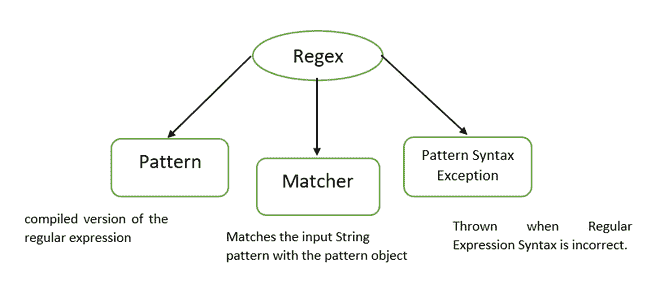 Regex
Pattern
Matcher
Pattern Syntax
Exception
compiled version of the
regular expression
Matches the input String
pattern with the pattern object
Thrown when Regular
Expression Syntax is incorrect.